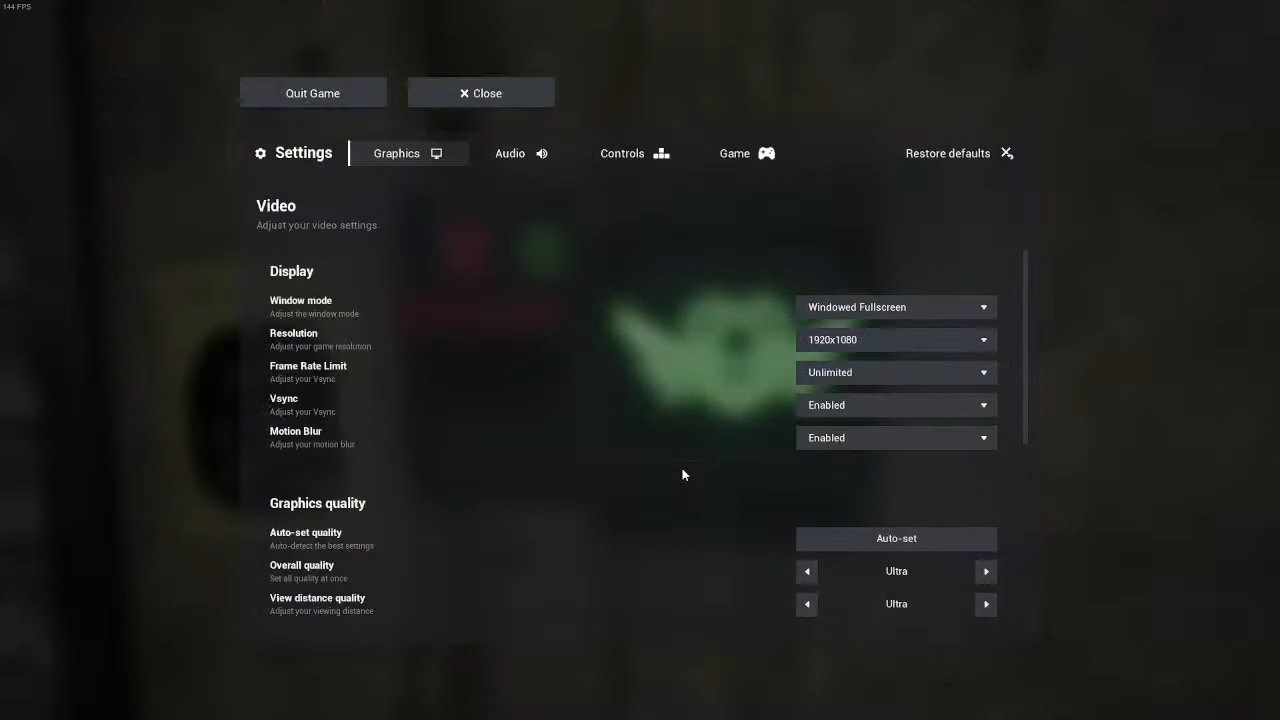 144 FPS
Quit Game
Close
Settings
Graphics
Audio
Controls
Game
Restore defaults
Video
Adjust your video settings
Display
Window mode
Adjust the window mode
Windowed Fullscreen
Resolution
Adjust your game resolution
1920x1080
Frame Rate Limit
Adjust your Vsync
Unlimited
Vsync
Adjust your Vsync
Enabled
Motion Blur
Adjust your motion blur
Enabled
Graphics quality
Auto-set quality
Auto-detect the best settings
Auto-set
Overall quality
Set all quality at once
Ultra
View distance quality
Adjust your viewing distance
Ultra